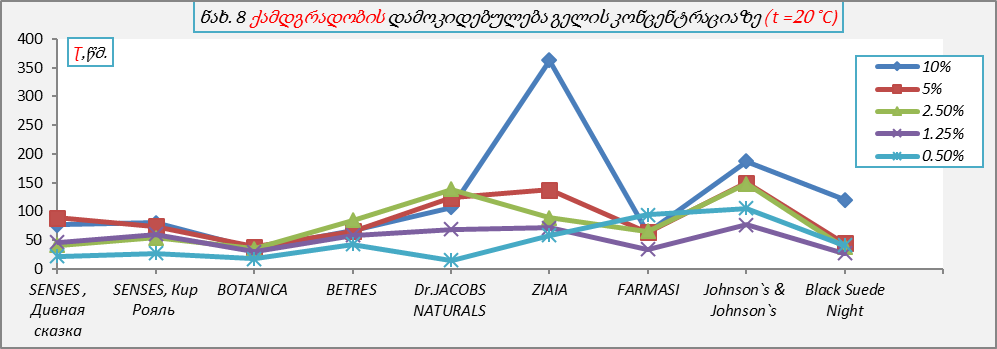 ნახ. 8 ქამდგრადობის დამოკიდებულება გელის კონცენტრაციაზე (t =20 ˚C)
400
350
300
250
200
150
100
50
0
Ʈ,წმ.
10%
5%
2.50%
1.25%
0.50%
SENSES , Дивная сказка
SENSES, Кир Рояль
BOTANICA
BETRES
Dr.JACOBS NATURALS
ZIAIA
FARMASI
Johnson`s & Johnson`s
Black Suede Night